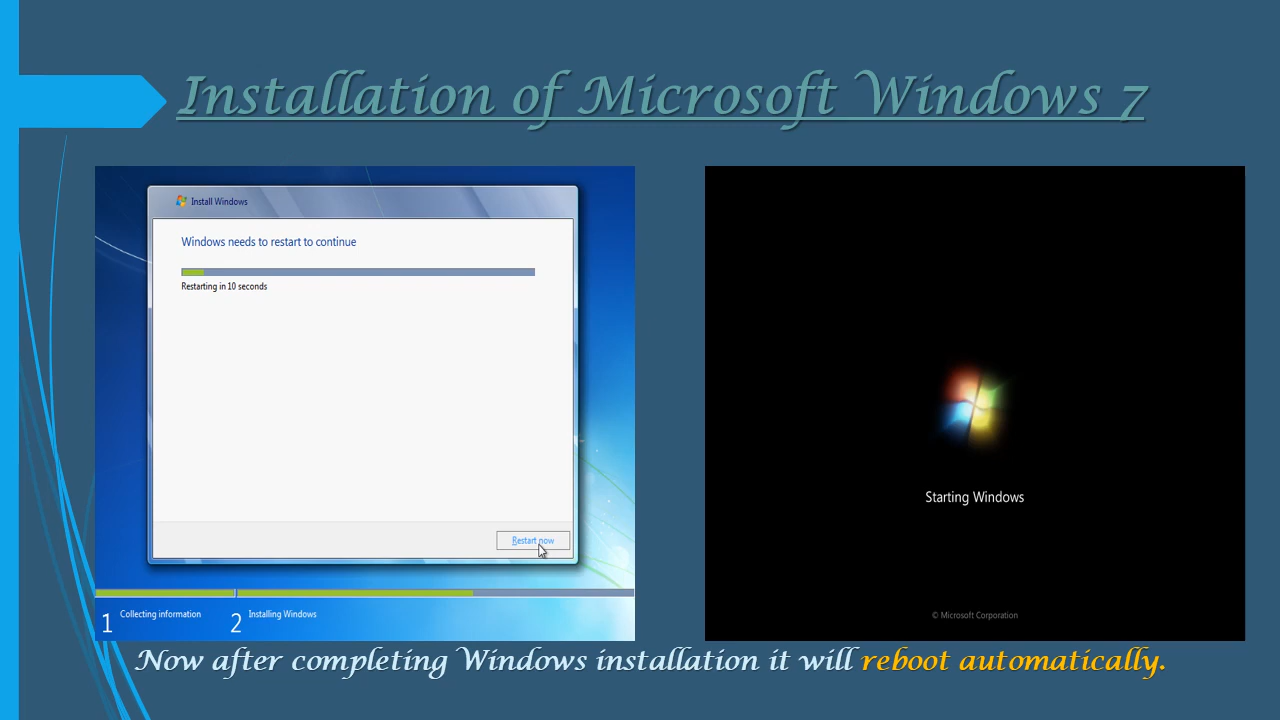 Installation of Microsoft Windows 7
Install Windows
Windows needs to restart to continue
Restarting in 10 seconds
Restart now
1 Collecting information 2 Installing Windows
Starting Windows
© Microsoft Corporation
Now after completing Windows installation it will reboot automatically.